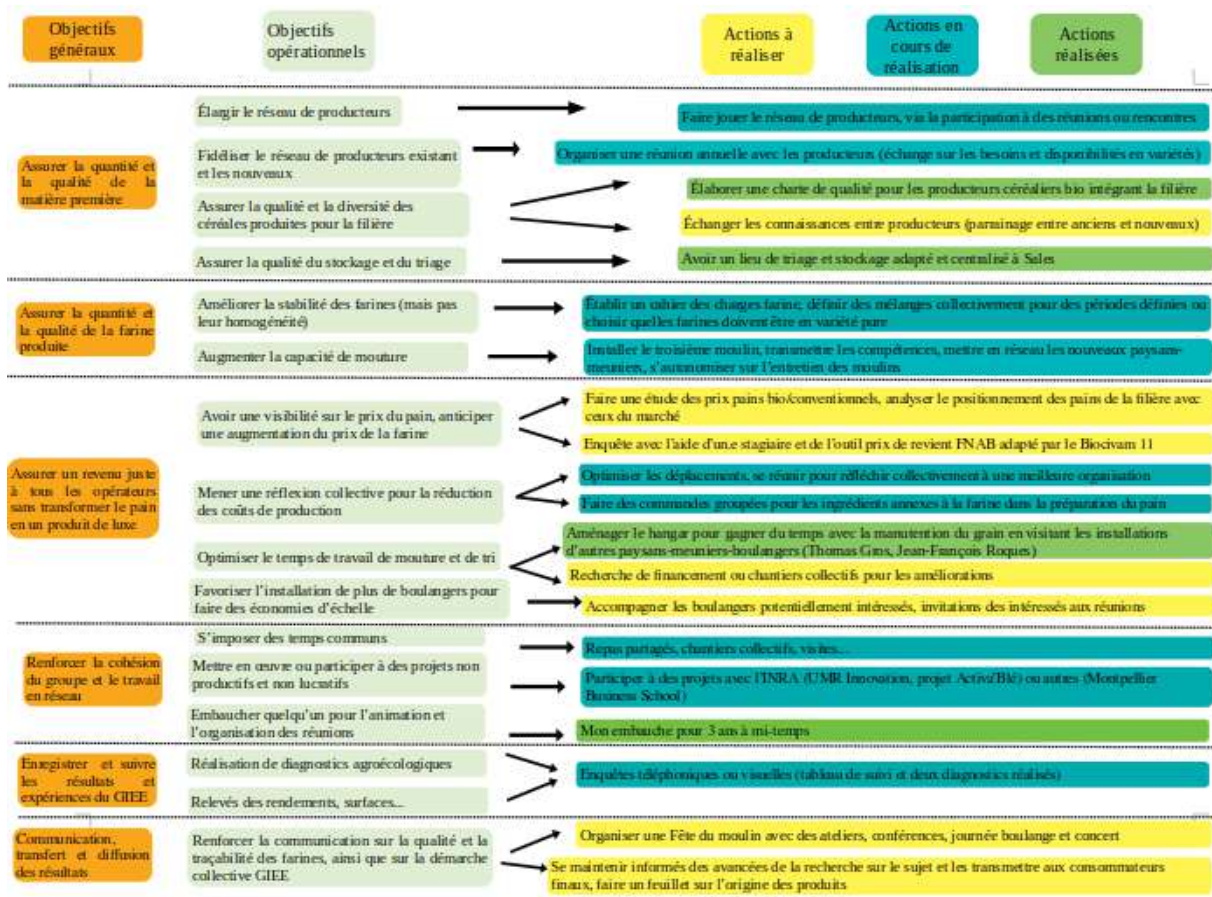 Objectifs
généraux
Objectifs
opérationnels
Actions à
réaliser
Actions en
cours de
réalisation
Actions
réalisées
Assurer la quantité et
la qualité de la
matière première
Élargir le réseau de producteurs
Faire jouer le réseau de producteurs, via la participation à des réunions ou rencontres
Fidéliser le réseau de producteurs existant
et les nouveaux
Organiser une réunion annuelle avec les producteurs (échange sur les besoins et disponibilités en variétés)
Assurer la qualité et la diversité des
céréales produites pour la filière
Élaborer une charte de qualité pour les producteurs céréaliers bio intégrant la filière
Échanger les connaissances entre producteurs (parrainage entre anciens et nouveaux)
Assurer la qualité du stockage et du triage
Avoir un lieu de triage et stockage adapté et centralisé à Sales
Assurer la quantité et
la qualité de la farine
produite
Améliorer la stabilité des farines (mais pas
leur homogénéité)
Établir un cahier des charges farine, définir des mélanges collectivement pour des périodes définies ou
choisir quelles farines doivent être en variété pure
Augmenter la capacité de mouture
Installer le troisième moulin, transmettre les compétences, mettre en réseau les nouveaux paysans-
meuniers, s'autonomiser sur l'entretien des moulins
Assurer un revenu juste
à tous les opérateurs
sans transformer le pain
en un produit de luxe
Avoir une visibilité sur le prix du pain, anticiper
une augmentation du prix de la farine
Faire une étude des prix pains bio/conventionnels, analyser le positionnement des pains de la filière avec
ceux du marché
Enquête avec l'aide d'un.e stagiaire et de l'outil prix de revient FNAB adapté par le Biocivam 11
Mener une réflexion collective pour la réduction
des coûts de production
Optimiser les déplacements, se réunir pour réfléchir collectivement à une meilleure organisation
Faire des commandes groupées pour les ingrédients annexes à la farine dans la préparation du pain
Optimiser le temps de travail de mouture et de tri
Aménager le hangar pour gagner du temps avec la manutention du grain en visitant les installations
d'autres paysans-meuniers-boulangers (Thomas Gros, Jean-François Roques)
Recherche de financement ou chantiers collectifs pour les améliorations
Favoriser l'installation de plus de boulangers pour
faire des économies d'échelle
Accompagner les boulangers potentiellement intéressés, invitations des intéressés aux réunions
Renforcer la cohésion
du groupe et le travail
en réseau
S'imposer des temps communs
Repas partagés, chantiers collectifs, visites...
Mettre en œuvre ou participer à des projets non
productifs et non lucratifs
Participer à des projets avec l'INRA (UMR Innovation, projet Activa'Blé) ou autres (Montpellier
Business School)
Embaucher quelqu'un pour l'animation et
l'organisation des réunions
Mon embauche pour 3 ans à mi-temps
Enregistrer et suivre
les résultats et
expériences du GIEE
Réalisation de diagnostics agroécologiques
Relevés des rendements, surfaces...
Enquêtes téléphoniques ou visuelles (tableau de suivi et deux diagnostics réalisés)
Communication,
transfert et diffusion
des résultats
Renforcer la communication sur la qualité et la
traçabilité des farines, ainsi que sur la démarche
collective GIEE
Organiser une Fête du moulin avec des ateliers, conférences, journée boulange et concert
Se maintenir informés des avancées de la recherche sur le sujet et les transmettre aux consommateurs
finaux, faire un feuillet sur l'origine des produits